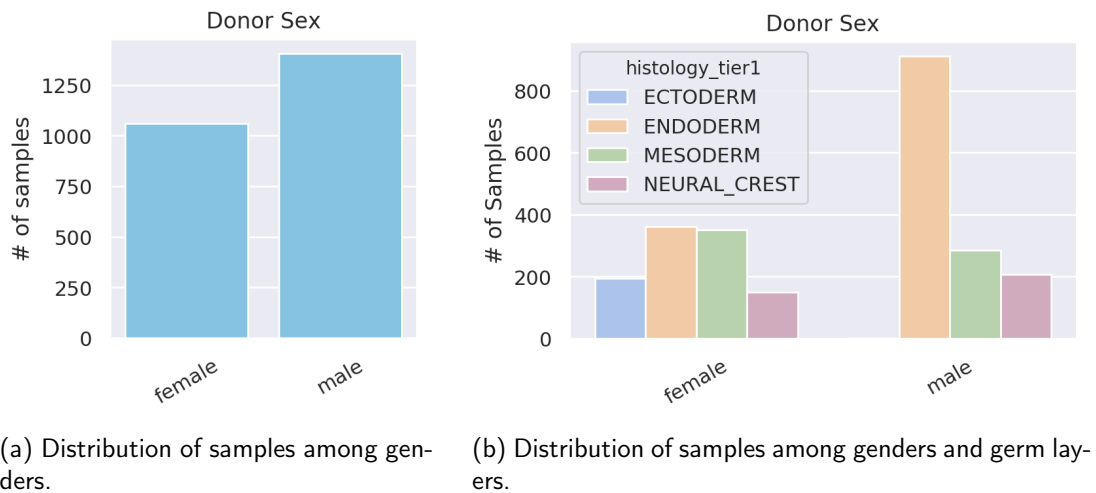 Donor Sex
# of samples
1250
1000
750
500
250
0
female
male
(a) Distribution of samples among gen-
ders.
Donor Sex
# of Samples
800
600
400
200
0
histology_tier1
ECTODERM
ENDODERM
MESODERM
NEURAL_CREST
female
male
(b) Distribution of samples among genders and germ lay-
ers.